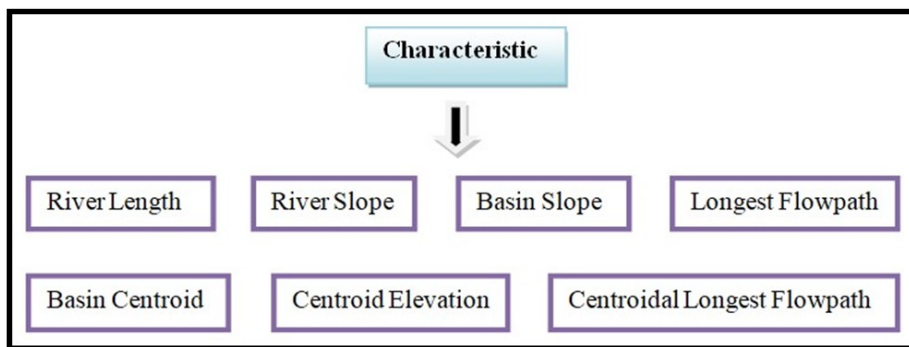 Characteristic
River Length
River Slope
Basin Slope
Longest Flowpath
Basin Centroid
Centroid Elevation
Centroidal Longest Flowpath